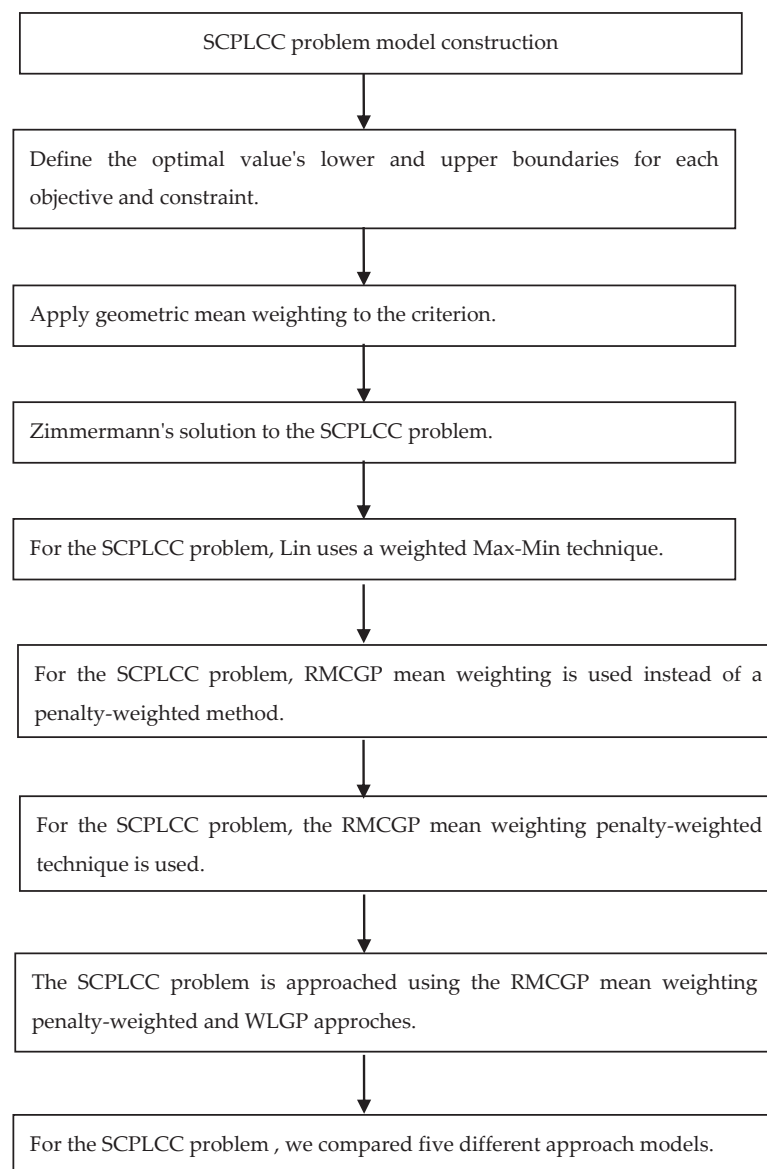 SCPLCC problem model construction
Define the optimal value's lower and upper boundaries for each
objective and constraint.
Apply geometric mean weighting to the criterion.
Zimmermann's solution to the SCPLCC problem.
For the SCPLCC problem, Lin uses a weighted Max-Min technique.
For the SCPLCC problem, RMCGP mean weighting is used instead of a
penalty-weighted method.
For the SCPLCC problem, the RMCGP mean weighting penalty-weighted
technique is used.
The SCPLCC problem is approached using the RMCGP mean weighting
penalty-weighted and WLGP approches.
For the SCPLCC problem , we compared five different approach models.